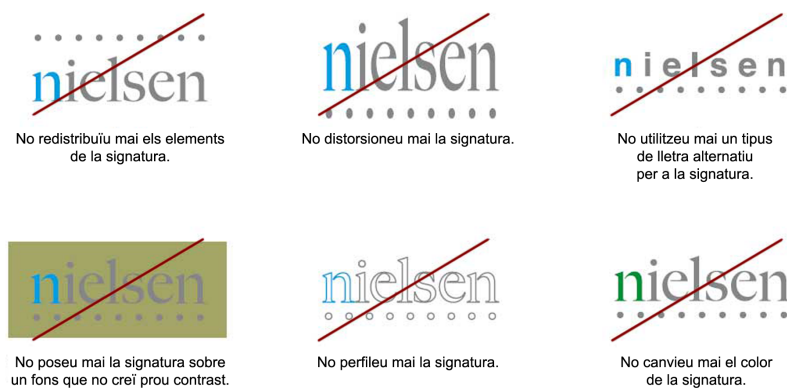 nielsen
No redistribuïu mai els elements
de la signatura.
nielsen
No distorsioneu mai la signatura.
nielsen
No utilitzeu mai un tipus
de lletra alternatiu
per a la signatura.
nielsen
No poseu mai la signatura sobre
un fons que no creï prou contrast.
nielsen
No perfileu mai la signatura.
nielsen
No canvieu mai el color
de la signatura.